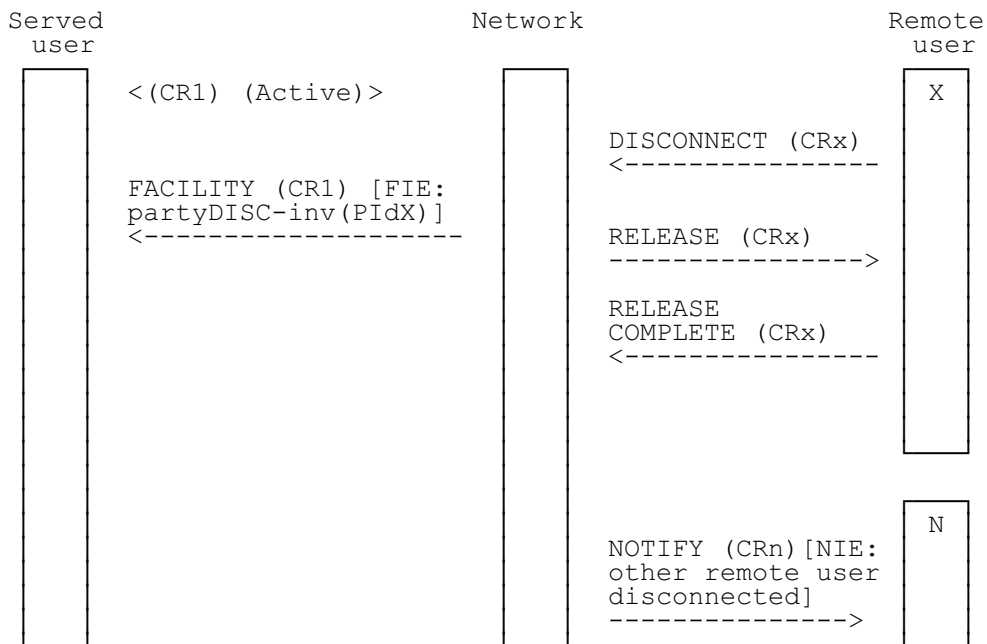 Served Network Remote
user user
<(CR1) (Active)> X
DISCONNECT (CRx)
<----------------
FACILITY (CR1) [FIE:
partyDISC-inv(PIdX)]
<--------------------
RELEASE (CRx)
---------------->
RELEASE
COMPLETE (CRx)
<----------------
N
NOTIFY (CRn)[NIE:
other remote user
disconnected]
--------------->